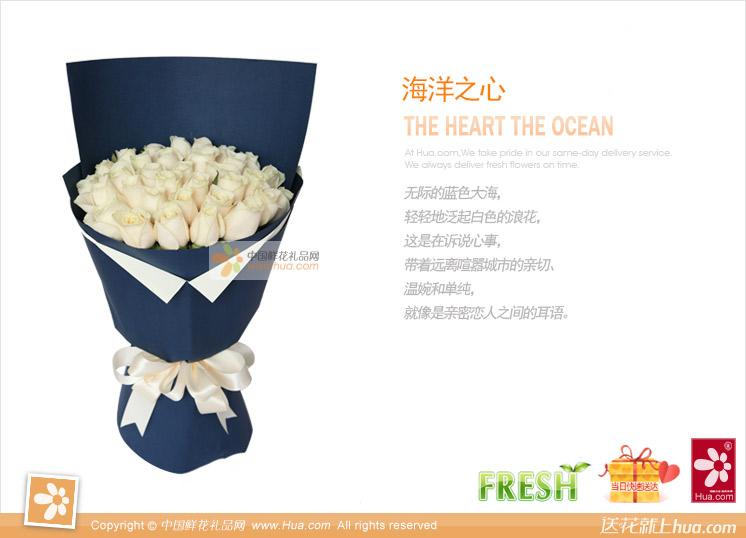 海洋之心
THE HEART THE OCEAN
At Hua.com,We take pride in our same-day delivery service.
We always deliver fresh flowers on time.
无际的蓝色大海，
轻轻地泛起白色的浪花，
这是在诉说心事，
带着远离喧嚣城市的亲切、
温婉和单纯，
就像是亲密恋人之间的耳语。
中国鲜花礼品网
www.hua.com
FRESH
当日快速送达
Hua.com
Copyright © 中国鲜花礼品网 www.Hua.com All rights reserved
送花就上hua.com